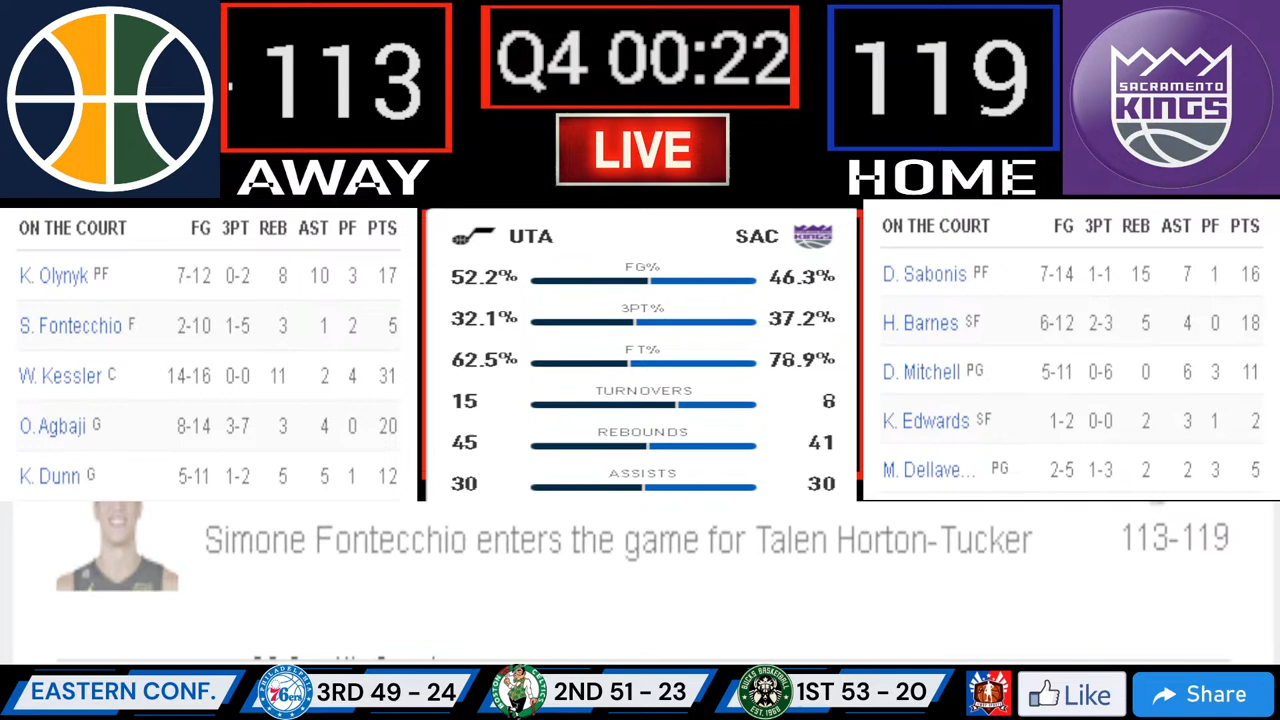 113
Q4 00:22
119
SACRAMENTO
KINGS
LIVE
AWAY
HOME
ON THE COURT FG 3PT REB AST PF PTS
K. Olynyk PF 7-12 0-2 8 10 3 17
S. Fontecchio F 2-10 1-5 3 1 2 5
W. Kessler C 14-16 0-0 11 2 4 31
O. Agbaji G 8-14 3-7 3 4 0 20
K. Dunn G 5-11 1-2 5 5 1 12
UTA SAC KINGS
FG%
52.2% 46.3%
3PT%
32.1% 37.2%
FT%
62.5% 78.9%
TURNOVERS
15 8
REBOUNDS
45 41
ASSISTS
30 30
ON THE COURT FG 3PT REB AST PF PTS
D. Sabonis PF 7-14 1-1 15 7 1 16
H. Barnes SF 6-12 2-3 5 4 0 18
D. Mitchell PG 5-11 0-6 0 6 3 11
K. Edwards SF 1-2 0-0 2 3 1 2
M. Dellave... PG 2-5 1-3 2 2 3 5
Simone Fontecchio enters the game for Talen Horton-Tucker 113-119
EASTERN CONF. PHILADELPHIA 76ers 3RD 49 - 24 BOSTON CELTICS 2ND 51 - 23 BUCKS BASKETBALL EST. 1968 1ST 53 - 20 Like Share